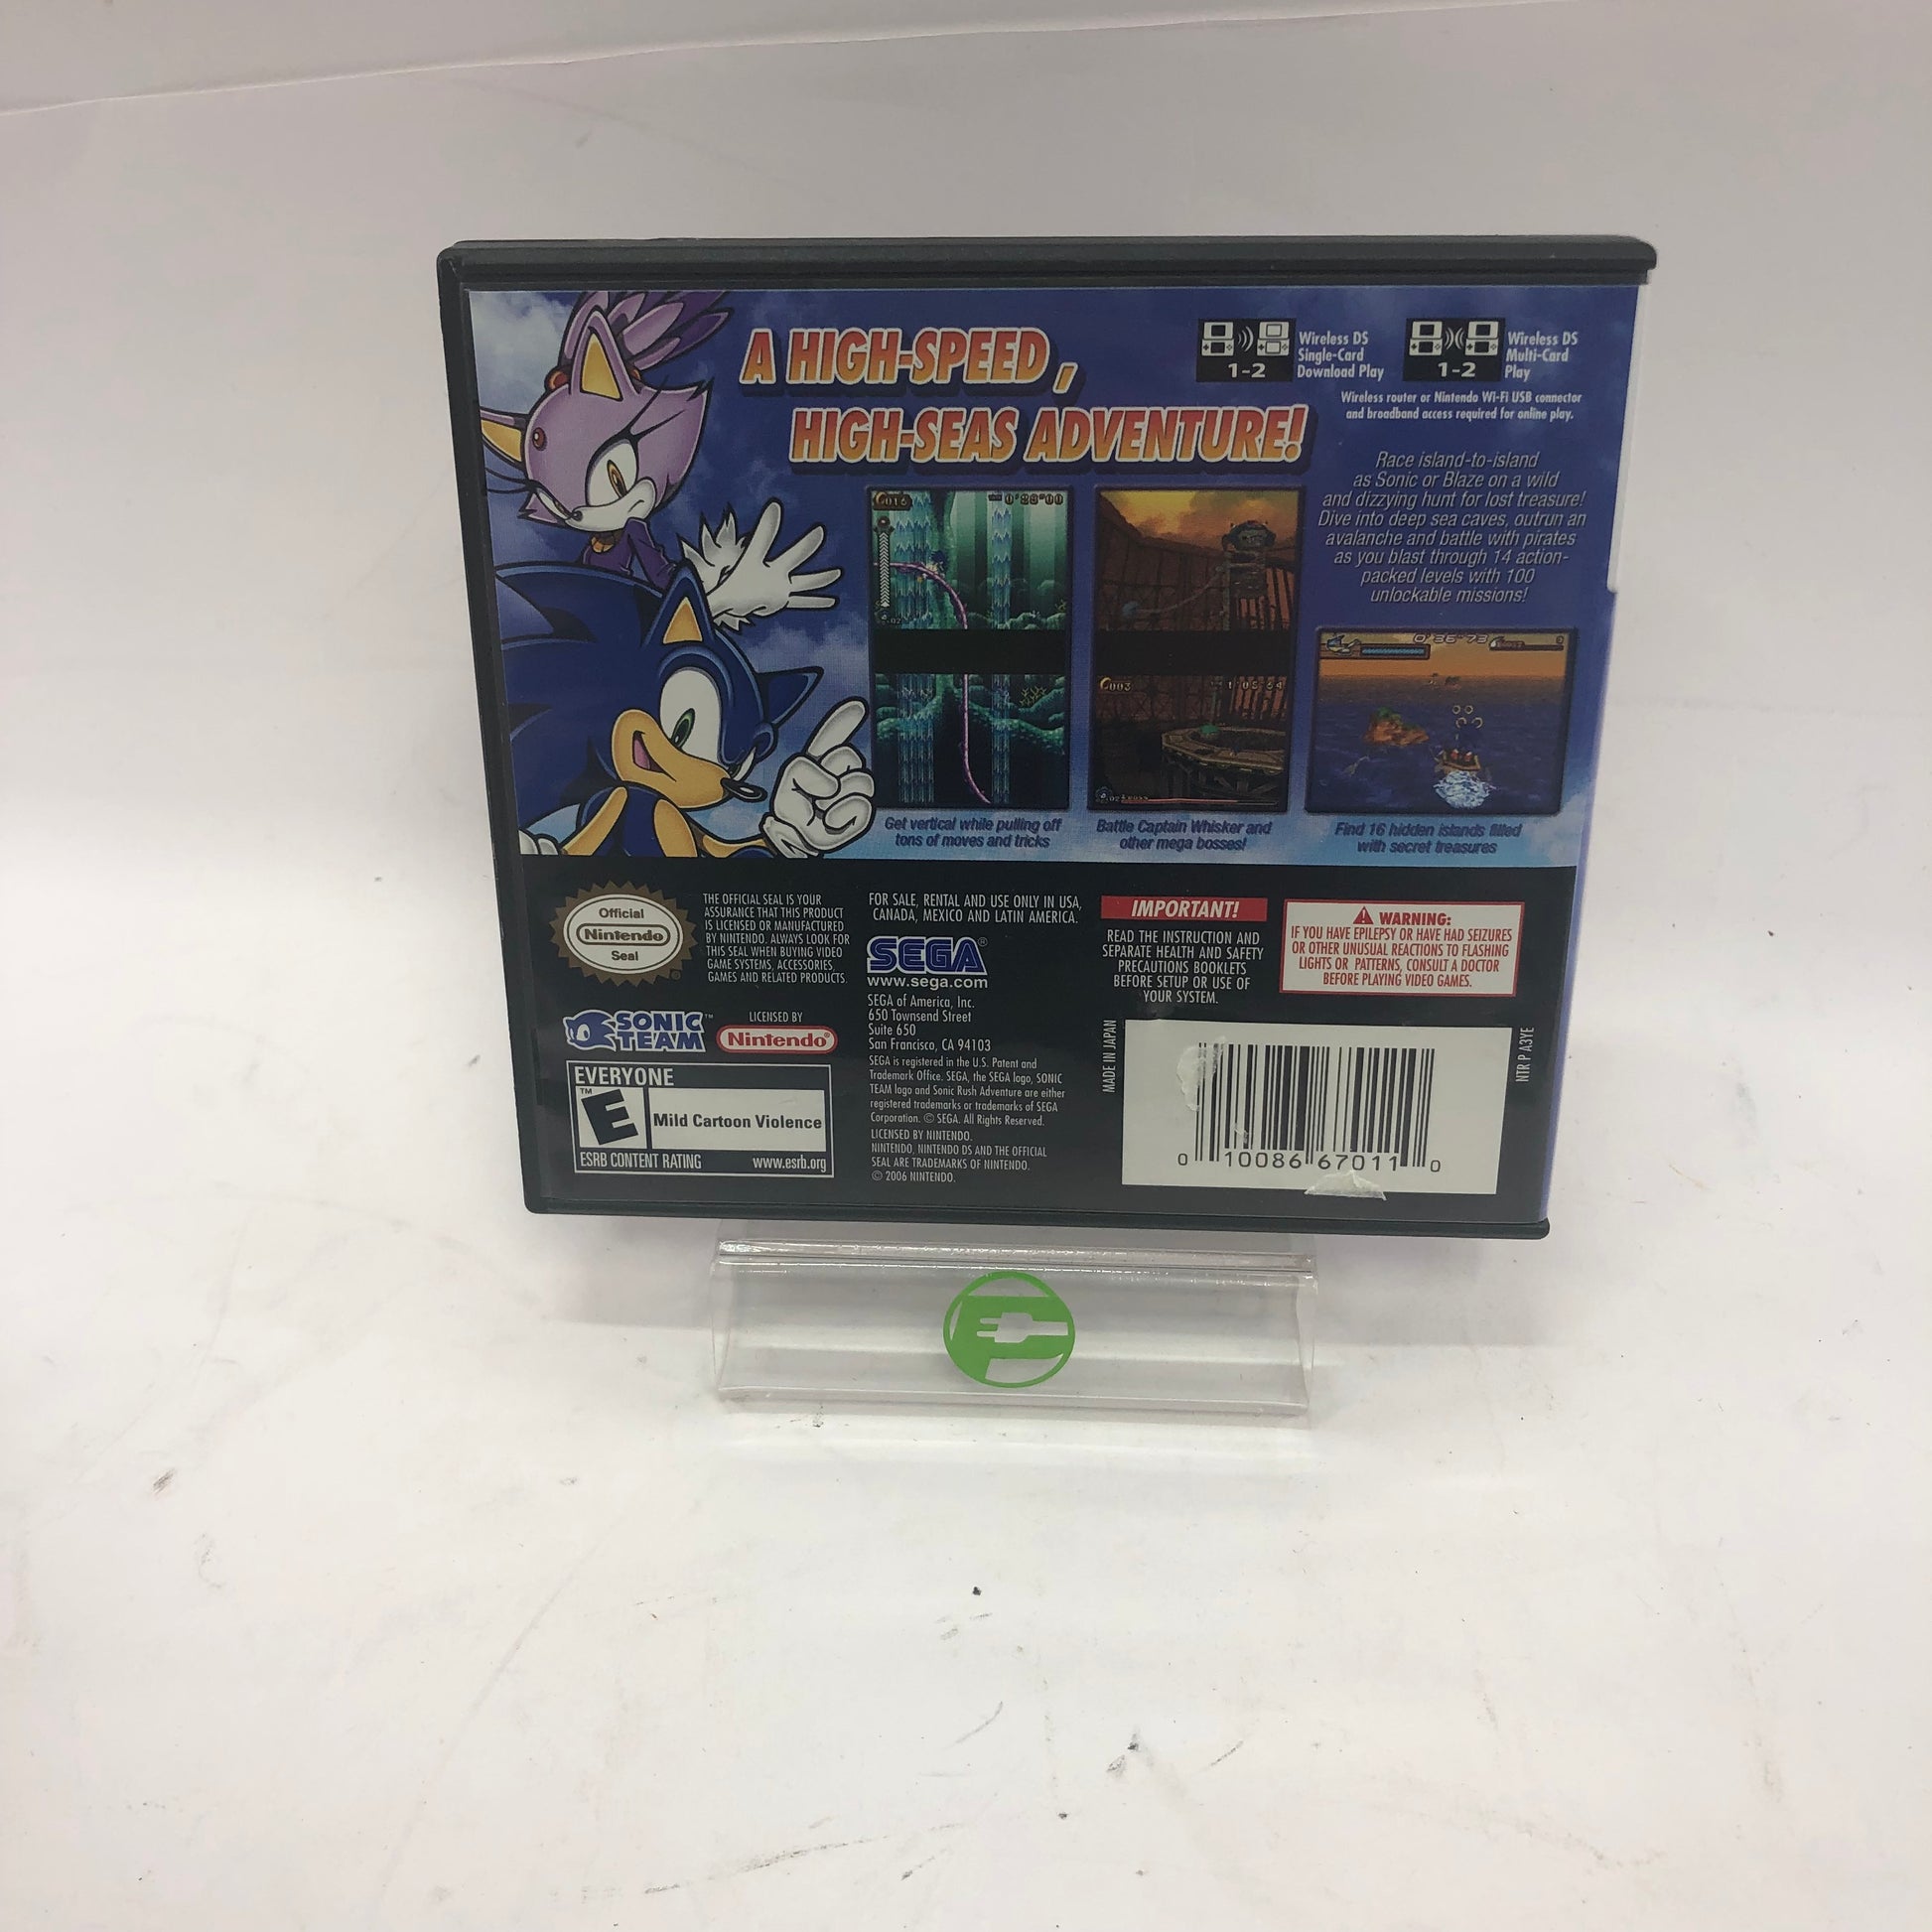 A HIGH-SPEED,
HIGH-SEAS ADVENTURE!
1-2
Wireless DS
Single-Card
Download Play
1-2
Wireless DS
Multi-Card
Play
Wireless router or Nintendo Wi-Fi USB connector
and broadband access required for online play.
Race island-to-island
as Sonic or Blaze on a wild
and dizzying hunt for lost treasure!
Dive into deep sea caves, outrun an
avalanche and battle with pirates
as you blast through 14 action-
packed levels with 100
unlockable missions!
Get vertical while pulling off
tons of moves and tricks
003
Battle Captain Whisker and
other mega bosses!
0'36"73
Find 16 hidden islands filled
with secret treasures
Official
Nintendo
Seal
THE OFFICIAL SEAL IS YOUR
ASSURANCE THAT THIS PRODUCT
IS LICENSED OR MANUFACTURED
BY NINTENDO. ALWAYS LOOK FOR
THIS SEAL WHEN BUYING VIDEO
GAME SYSTEMS, ACCESSORIES,
GAMES AND RELATED PRODUCTS.
SONIC
TEAM™
LICENSED BY
Nintendo®
EVERYONE
E
™
Mild Cartoon Violence
ESRB CONTENT RATING www.esrb.org
FOR SALE, RENTAL AND USE ONLY IN USA,
CANADA, MEXICO AND LATIN AMERICA.
SEGA®
www.sega.com
SEGA of America, Inc.
650 Townsend Street
Suite 650
San Francisco, CA 94103
SEGA is registered in the U.S. Patent and
Trademark Office. SEGA, the SEGA logo, SONIC
TEAM logo and Sonic Rush Adventure are either
registered trademarks or trademarks of SEGA
Corporation. © SEGA. All Rights Reserved.
LICENSED BY NINTENDO.
NINTENDO, NINTENDO DS AND THE OFFICIAL
SEAL ARE TRADEMARKS OF NINTENDO.
© 2006 NINTENDO.
IMPORTANT!
READ THE INSTRUCTION AND
SEPARATE HEALTH AND SAFETY
PRECAUTIONS BOOKLETS
BEFORE SETUP OR USE OF
YOUR SYSTEM.
WARNING:
IF YOU HAVE EPILEPSY OR HAVE HAD SEIZURES
OR OTHER UNUSUAL REACTIONS TO FLASHING
LIGHTS OR PATTERNS, CONSULT A DOCTOR
BEFORE PLAYING VIDEO GAMES.
MADE IN JAPAN
0 10086 67011 0
NTR P A3YE